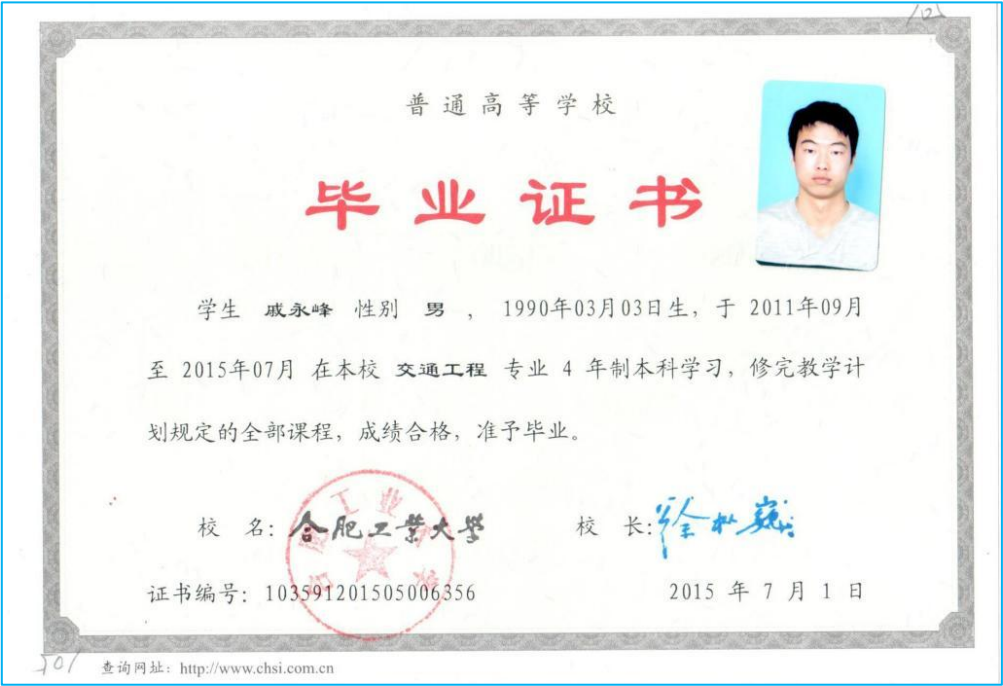 普通高等学校
毕业证书
学生 戚永峰 性别 男 ， 1990年03月03日生，于 2011年09月
至 2015年07月 在本校 交通工程 专业 4 年制本科学习，修完教学计
划规定的全部课程，成绩合格，准予毕业。
校 名：合肥工业大学 校 长：徐枞巍
证书编号：103591201505006356 2015 年 7 月 1 日
查询网址：http://www.chsi.com.cn